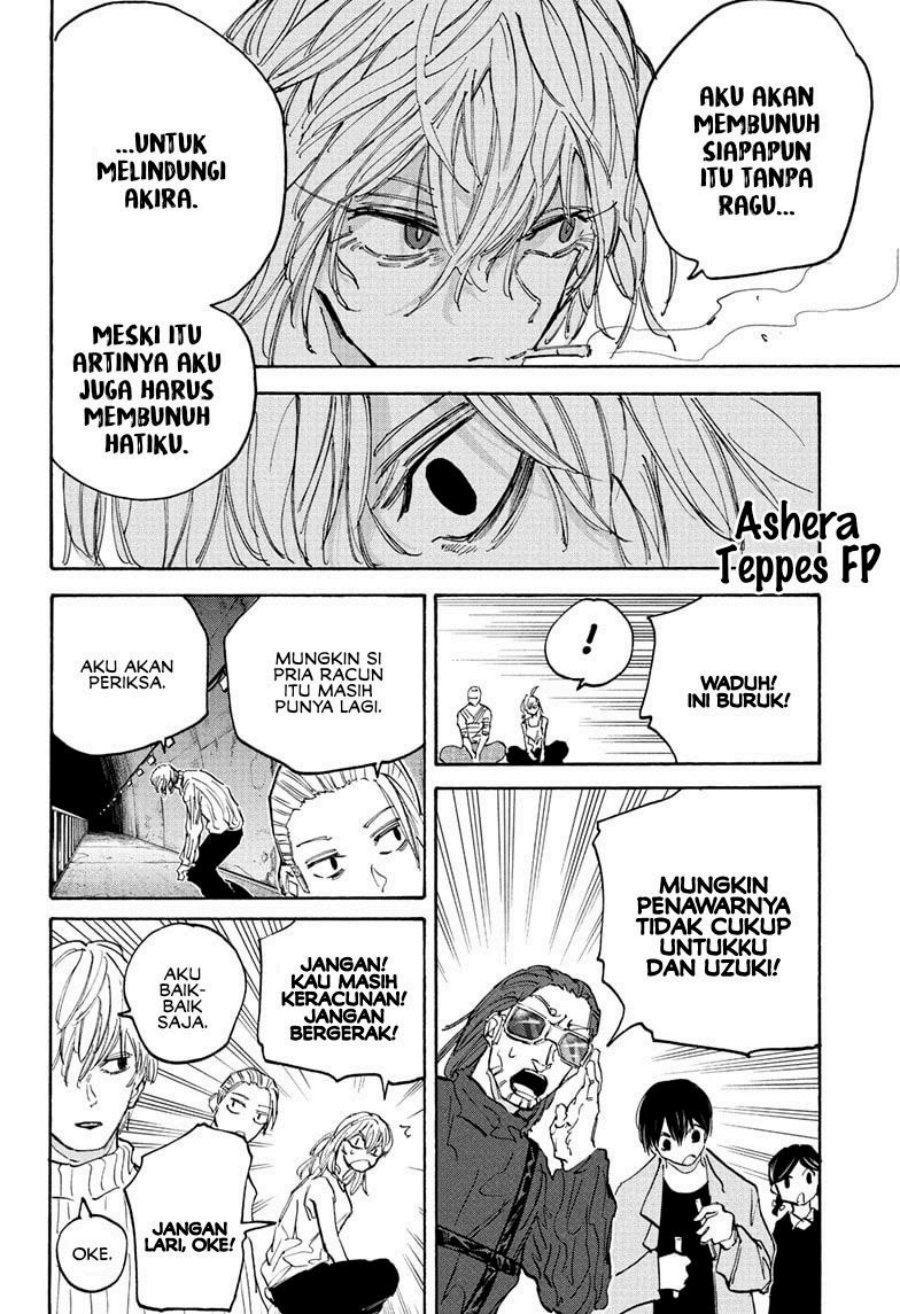 AKU AKAN
MEMBUNUH
SIAPAPUN
ITU TANPA
RAGU...
...UNTUK
MELINDUNGI
AKIRA.
MESKI ITU
ARTINYA AKU
JUGA HARUS
MEMBUNUH
HATIKU.
Ashera
Teppes FP
WADUH!
INI BURUK!
!
MUNGKIN
PENAWARNYA
TIDAK CUKUP
UNTUKKU
DAN UZUKI!
MUNGKIN SI
PRIA RACUN
ITU MASIH
PUNYA LAGI.
AKU AKAN
PERIKSA.
JANGAN!
KAU MASIH
KERACUNAN!
JANGAN
BERGERAK!
AKU
BAIK-
BAIK
SAJA.
JANGAN
LARI, OKE!
OKE.